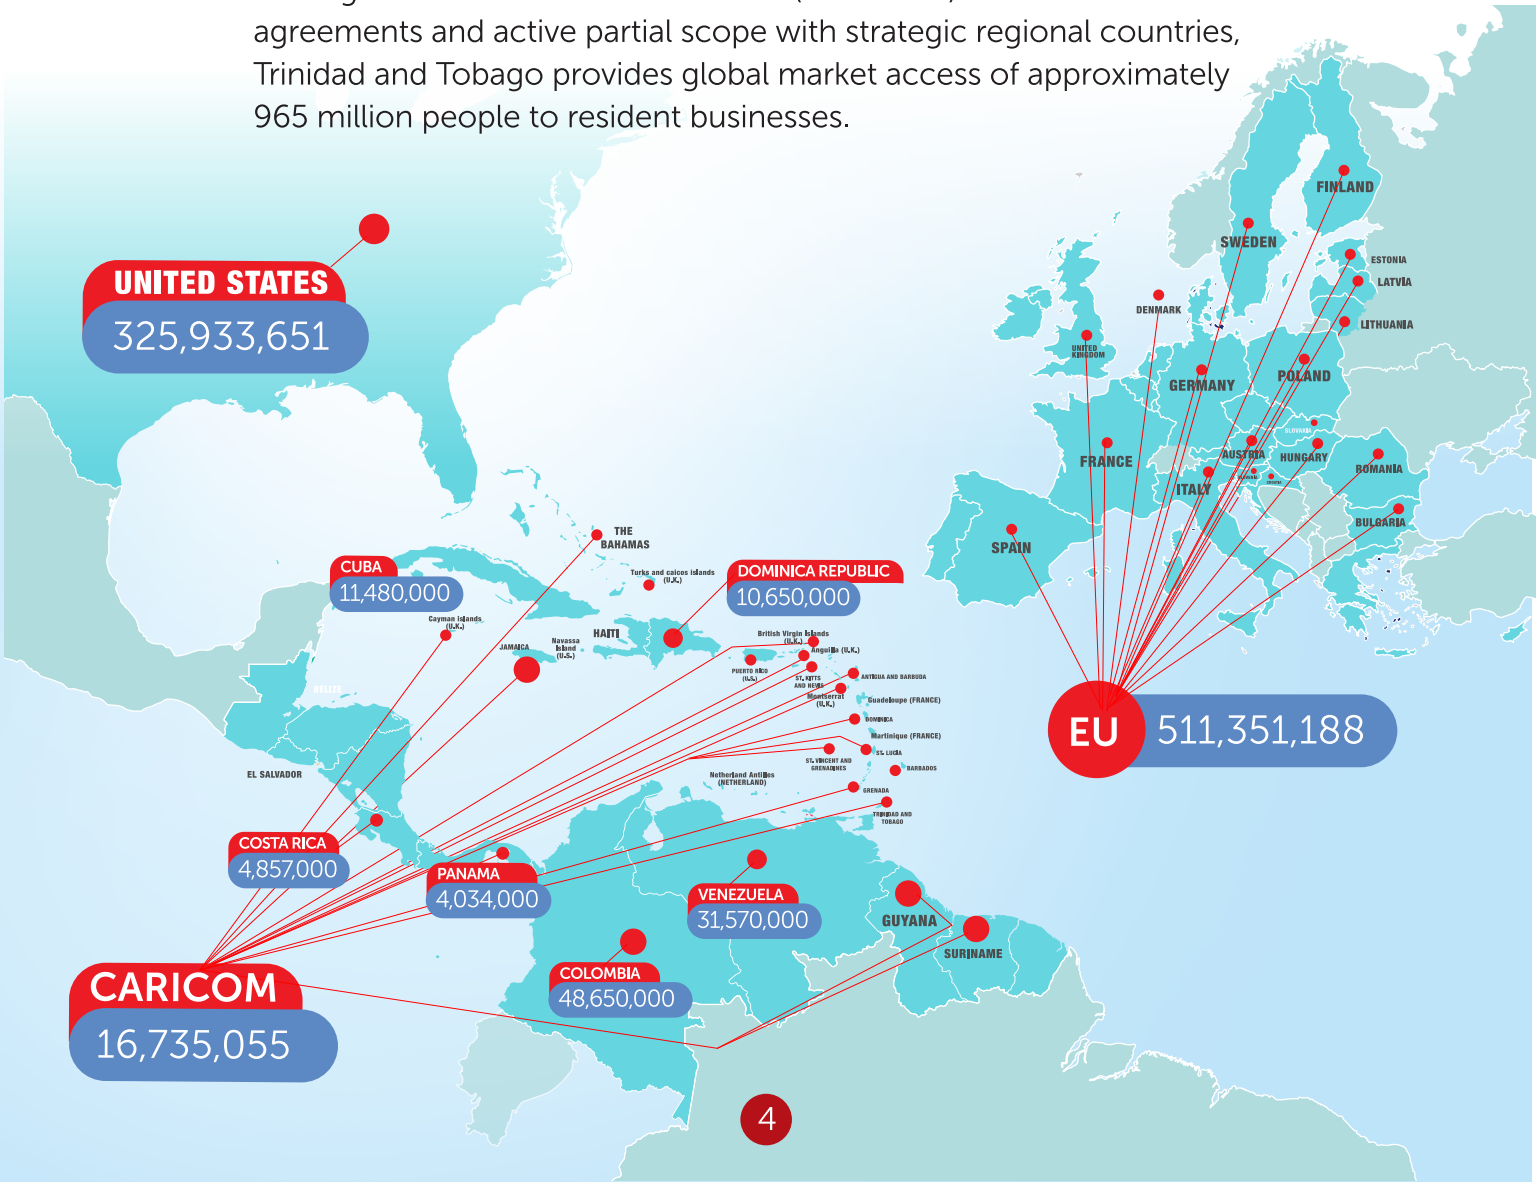 agreements and active partial scope with strategic regional countries,
Trinidad and Tobago provides global market access of approximately
965 million people to resident businesses.
UNITED STATES
325,933,651
FINLAND
SWEDEN
ESTONIA
LATVIA
DENMARK
LITHUANIA
UNITED
KINGDOM
POLAND
GERMANY
SLOVAKIA
AUSTRIA
HUNGARY
FRANCE
ROMANIA
ITALY
BULGARIA
SPAIN
THE
BAHAMAS
CUBA
11,480,000
Turks and caicos islands
(U.K.)
DOMINICA REPUBLIC
10,650,000
Cayman islands
(U.K.)
HAITI
JAMAICA
Navassa
Island
(U.S.)
British Virgin Islands
(U.K.)
Anguilla (U.K.)
PUERTO RICO
(U.S.)
ST. KITTS
AND NEVIS
ANTIGUA AND BARBUDA
BELIZE
Montserrat
(U.K.)
Guadeloupe (FRANCE)
DOMINICA
EU
511,351,188
Martinique (FRANCE)
ST. LUCIA
ST. VINCENT AND
GRENADINES
BARBADOS
EL SALVADOR
Netherland Antilles
(NETHERLAND)
GRENADA
TRINIDAD AND
TOBAGO
COSTA RICA
4,857,000
PANAMA
4,034,000
VENEZUELA
31,570,000
GUYANA
SURINAME
COLOMBIA
48,650,000
CARICOM
16,735,055
4